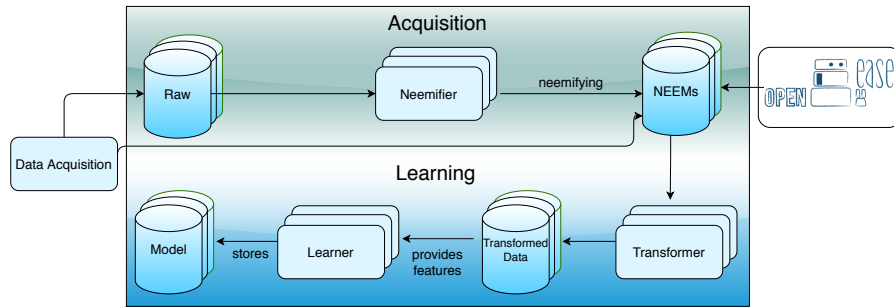 Acquisition
Raw
Neemifier
neemifying
NEEMs
OPEN
ease
Data Acquisition
Learning
Model
stores
Learner
provides
features
Transformed
Data
Transformer